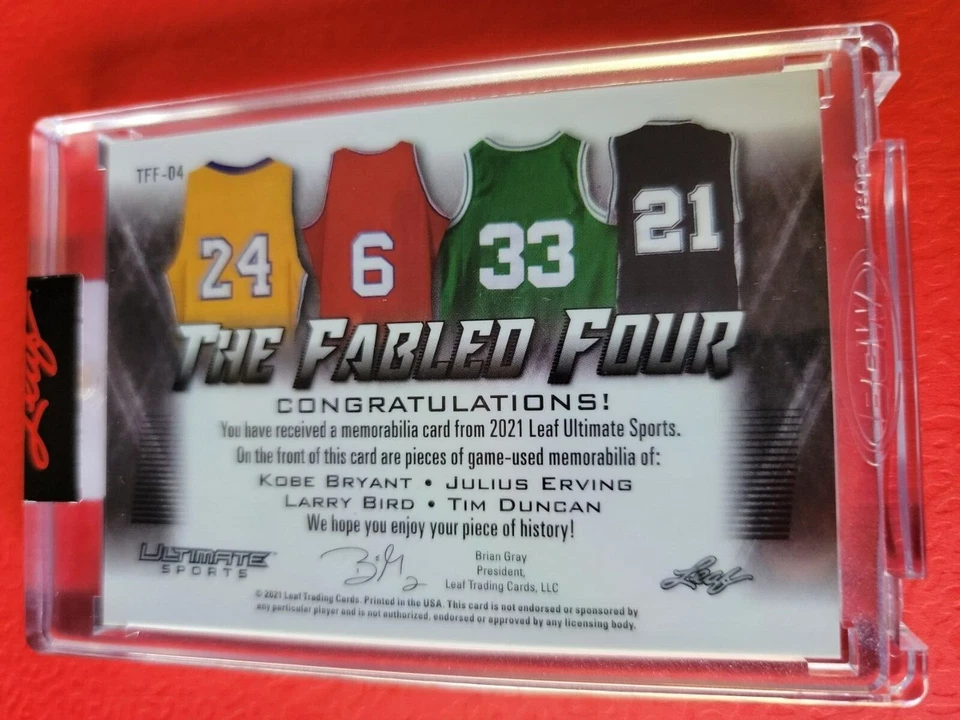 TFF-04
24
6
33
21
THE FABLED FOUR
CONGRATULATIONS!
You have received a memorabilia card from 2021 Leaf Ultimate Sports.
On the front of this card are pieces of game-used memorabilia of:
KOBE BRYANT • JULIUS ERVING
LARRY BIRD • TIM DUNCAN
We hope you enjoy your piece of history!
ULTIMATE
SPORTS
Brian Gray
President,
Leaf Trading Cards, LLC
Leaf
© 2021 Leaf Trading Cards. Printed in the USA. This card is not endorsed or sponsored by
any particular player and is not authorized, endorsed or approved by any licensing body.
Leaf